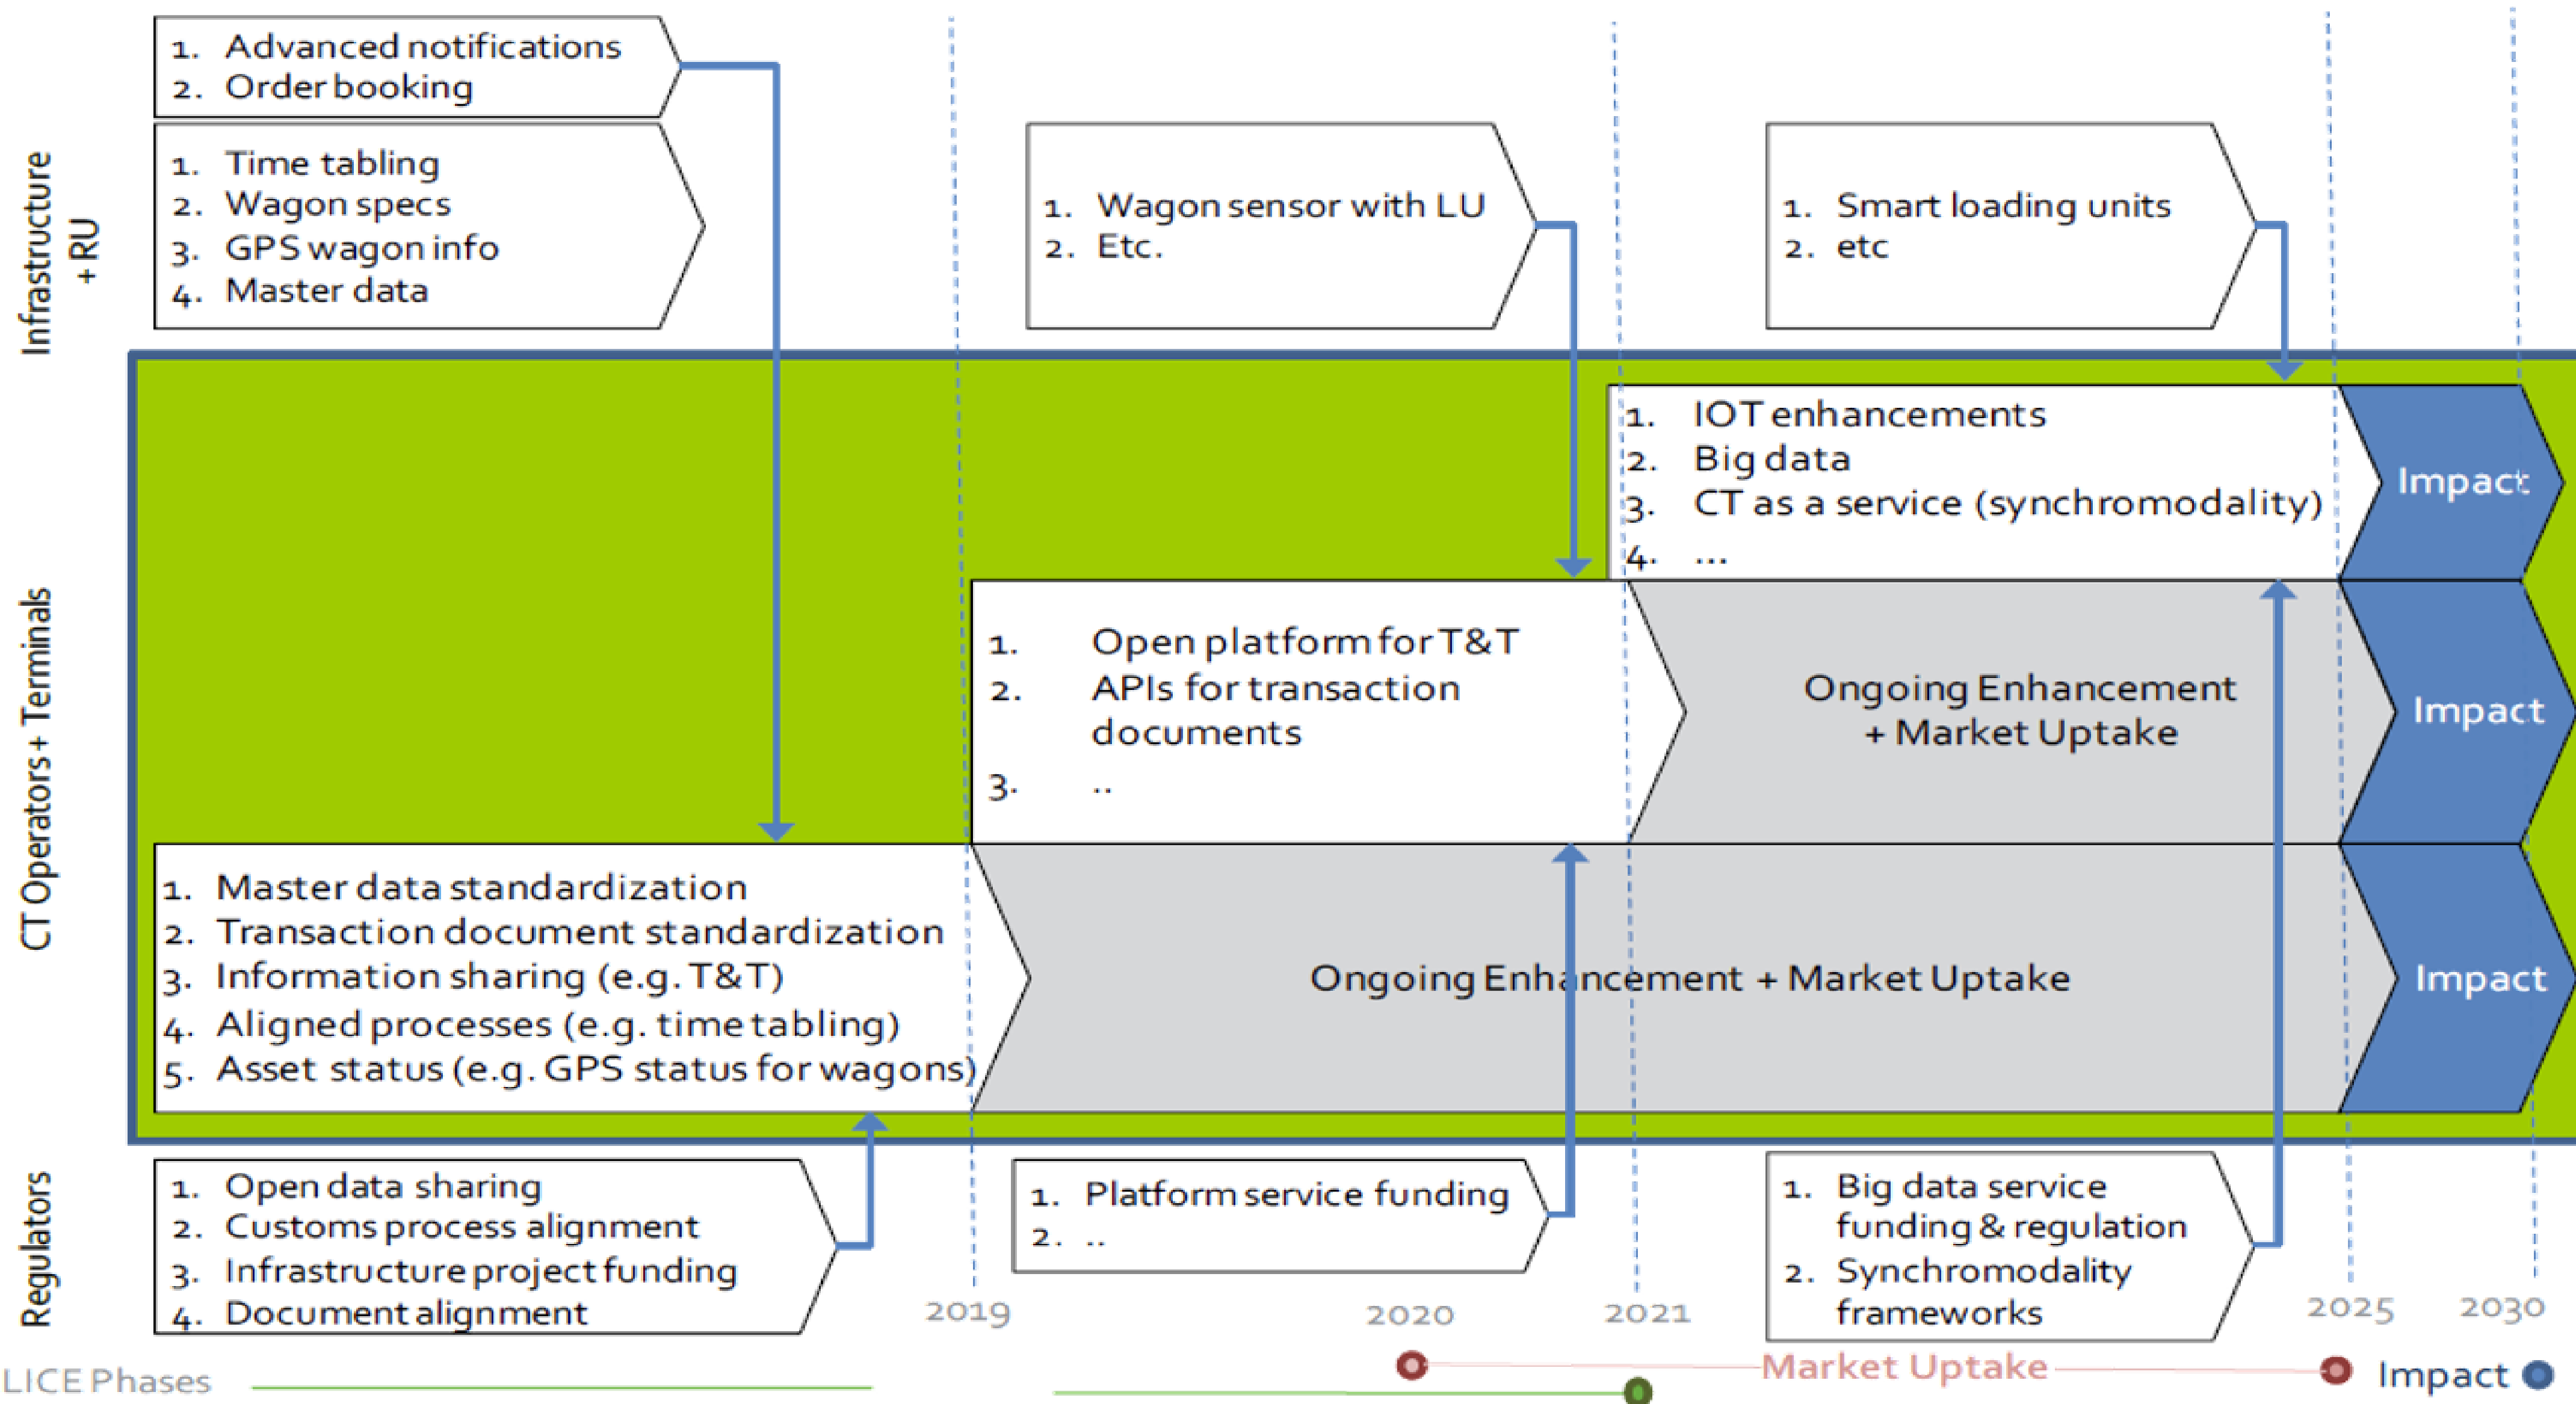 1. Advanced notifications
2. Order booking
Infrastructure
+ RU
1. Time tabling
2. Wagon specs
3. GPS wagon info
4. Master data
1. Wagon sensor with LU
2. Etc.
1. Smart loading units
2. etc
CT Operators + Terminals
1. IOT enhancements
2. Big data
3. CT as a service (synchromodality)
4. ...
Impact
1. Open platform for T&T
2. APIs for transaction
documents
3. ..
Ongoing Enhancement
+ Market Uptake
Impact
1. Master data standardization
2. Transaction document standardization
3. Information sharing (e.g. T&T)
4. Aligned processes (e.g. time tabling)
5. Asset status (e.g. GPS status for wagons)
Ongoing Enhancement + Market Uptake
Impact
Regulators
1. Open data sharing
2. Customs process alignment
3. Infrastructure project funding
4. Document alignment
1. Platform service funding
2. ..
1. Big data service
funding & regulation
2. Synchromodality
frameworks
2019
2020
2021
2025
2030
LICE Phases
Market Uptake
Impact